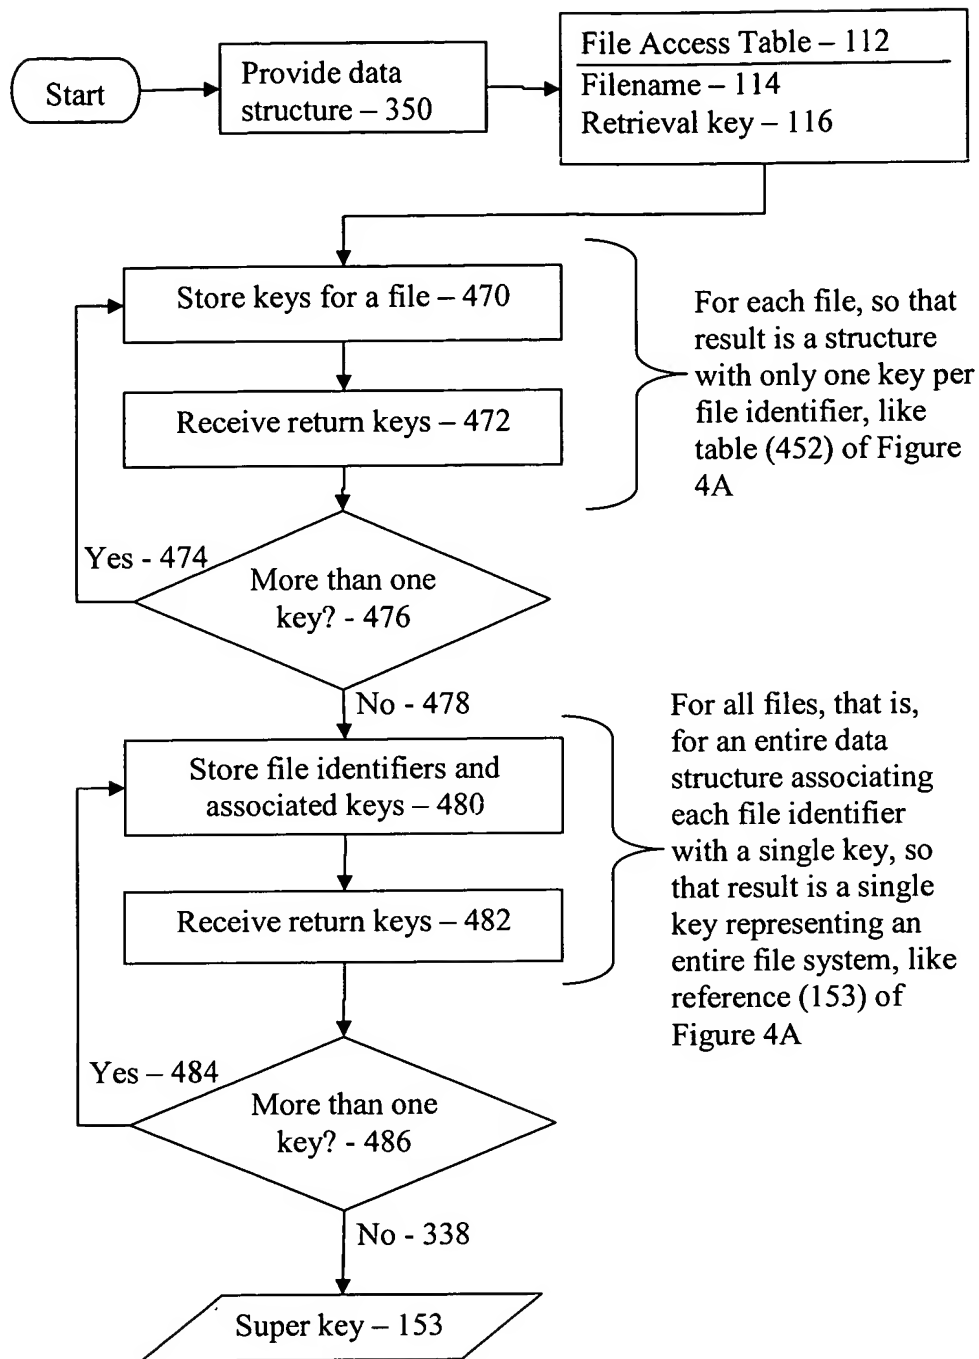 Start
Provide data
structure – 350
File Access Table – 112
Filename – 114
Retrieval key – 116
Store keys for a file – 470
Receive return keys – 472
For each file, so that
result is a structure
with only one key per
file identifier, like
table (452) of Figure
4A
Yes - 474
More than one
key? - 476
No - 478
Store file identifiers and
associated keys – 480
Receive return keys – 482
For all files, that is,
for an entire data
structure associating
each file identifier
with a single key, so
that result is a single
key representing an
entire file system, like
reference (153) of
Figure 4A
Yes – 484
More than one
key? - 486
No - 338
Super key – 153